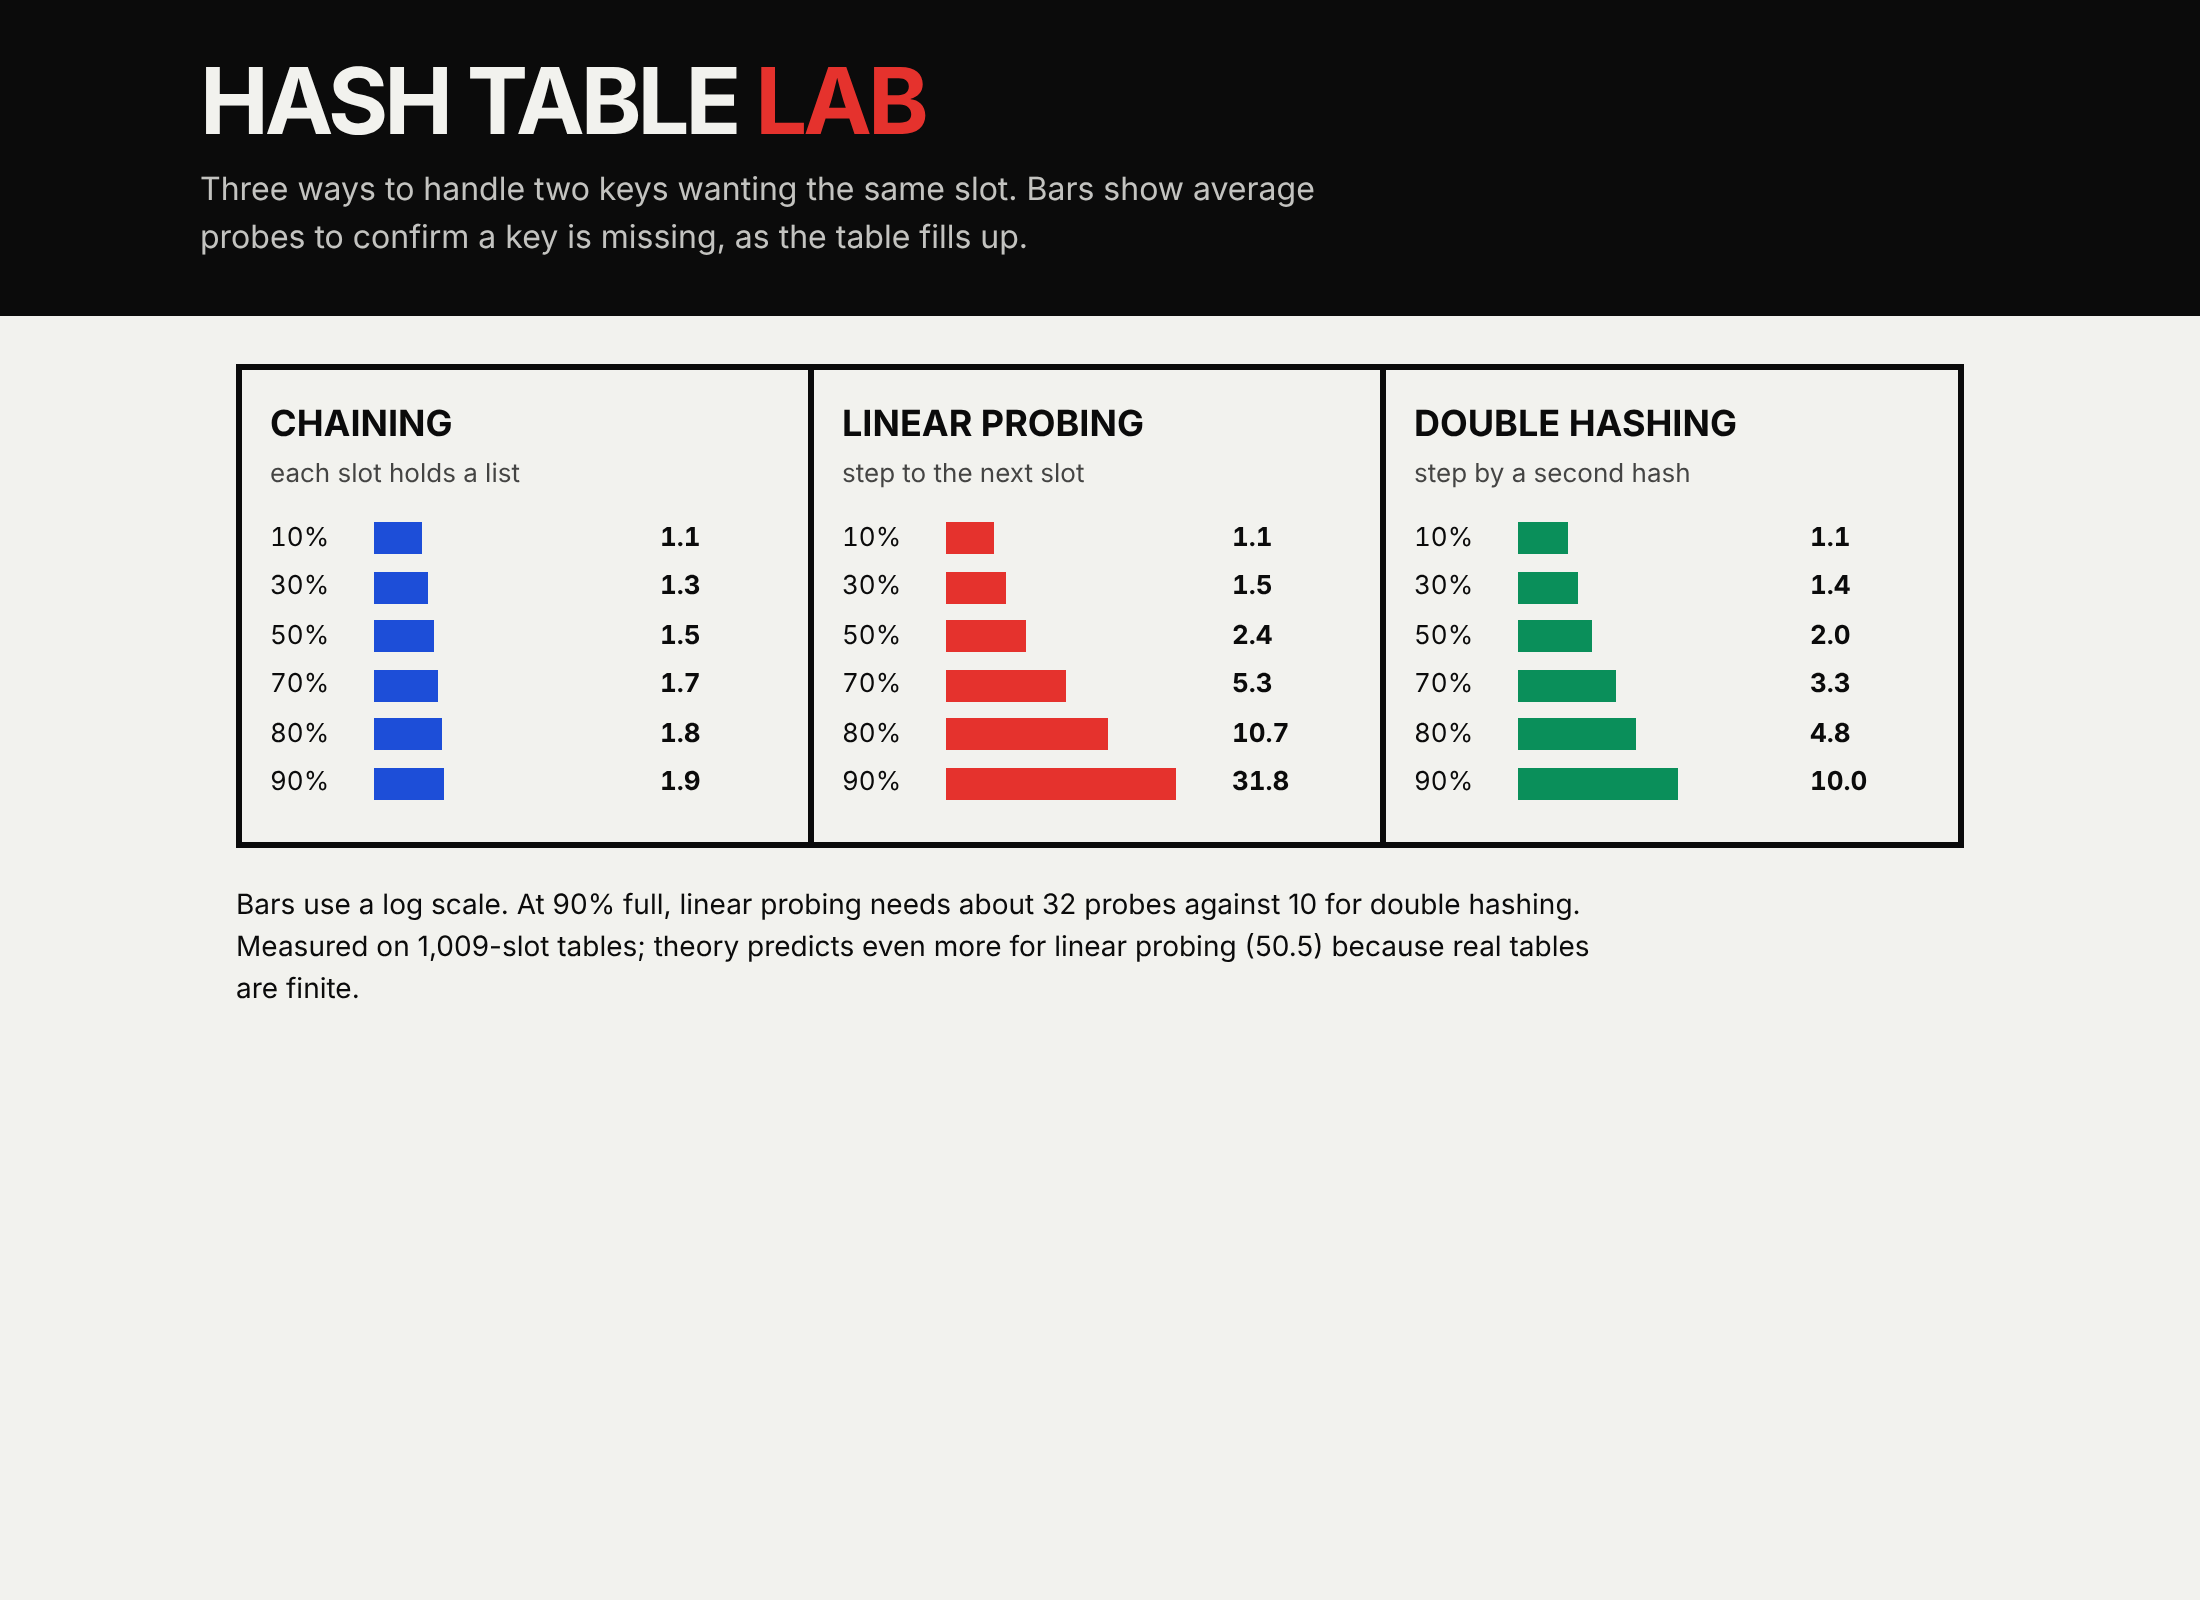 HASH TABLE LAB
Three ways to handle two keys wanting the same slot. Bars show average
probes to confirm a key is missing, as the table fills up.
CHAINING
each slot holds a list
10% 1.1
30% 1.3
50% 1.5
70% 1.7
80% 1.8
90% 1.9
LINEAR PROBING
step to the next slot
10% 1.1
30% 1.5
50% 2.4
70% 5.3
80% 10.7
90% 31.8
DOUBLE HASHING
step by a second hash
10% 1.1
30% 1.4
50% 2.0
70% 3.3
80% 4.8
90% 10.0
Bars use a log scale. At 90% full, linear probing needs about 32 probes against 10 for double hashing.
Measured on 1,009-slot tables; theory predicts even more for linear probing (50.5) because real tables
are finite.